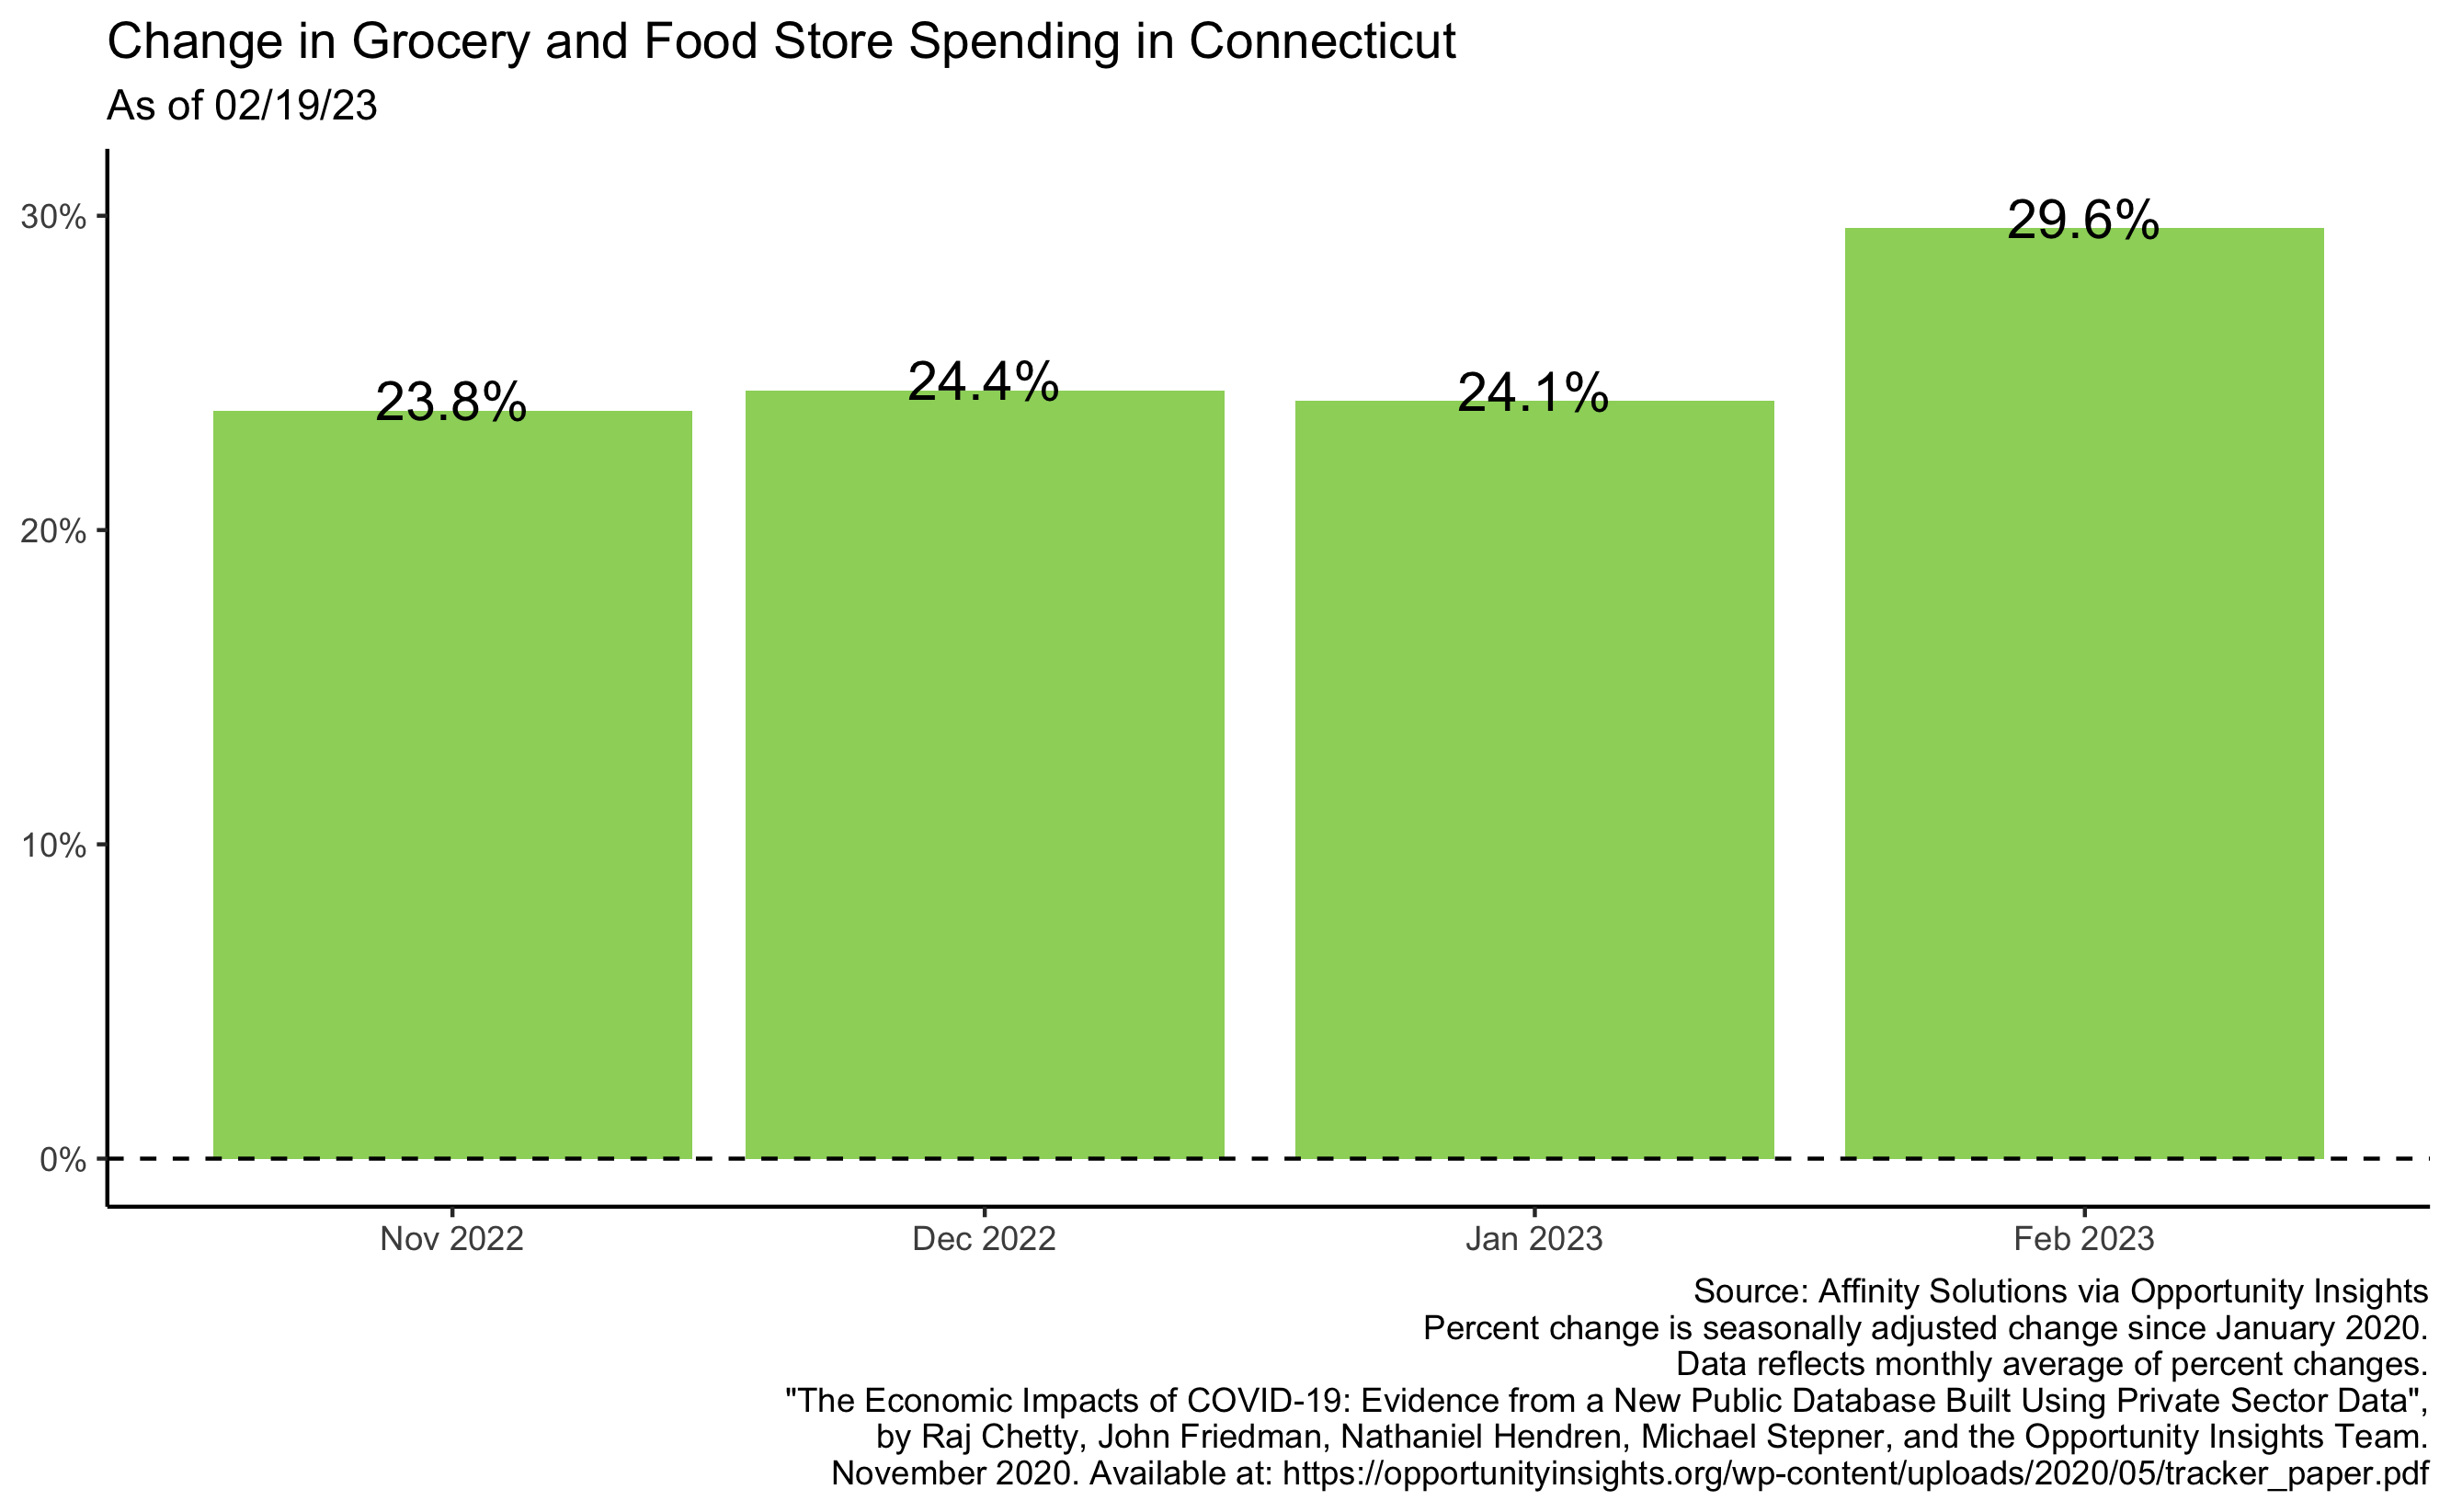 Change in Grocery and Food Store Spending in Connecticut
As of 02/19/23
30%
20%
10%
0%
23.8%
24.4%
24.1%
29.6%
Nov 2022
Dec 2022
Jan 2023
Feb 2023
Source: Affinity Solutions via Opportunity Insights
Percent change is seasonally adjusted change since January 2020.
Data reflects monthly average of percent changes.
"The Economic Impacts of COVID-19: Evidence from a New Public Database Built Using Private Sector Data",
by Raj Chetty, John Friedman, Nathaniel Hendren, Michael Stepner, and the Opportunity Insights Team.
November 2020. Available at: https://opportunityinsights.org/wp-content/uploads/2020/05/tracker_paper.pdf